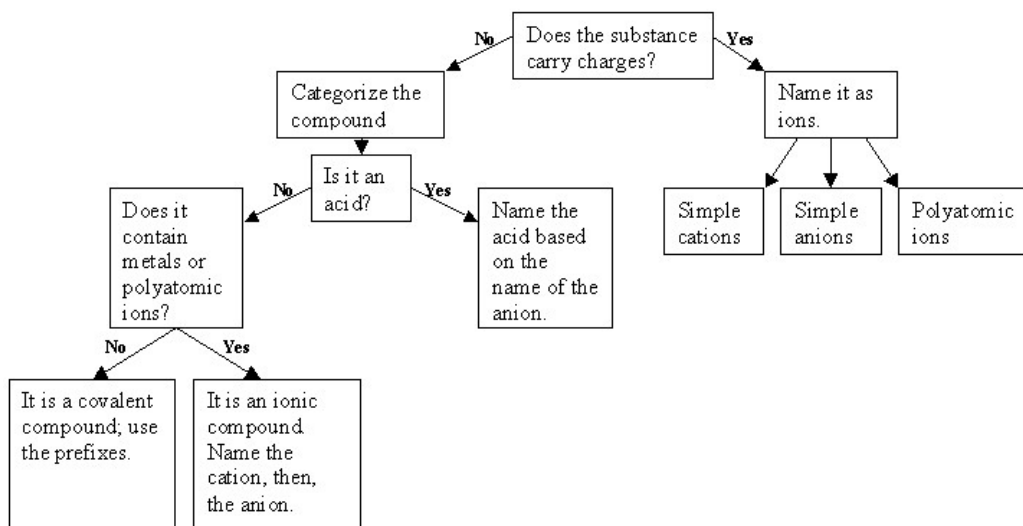 Does the substance
carry charges?
No
Yes
Categorize the
compound
Name it as
ions.
Is it an
acid?
No
Yes
Simple
cations
Simple
anions
Polyatomic
ions
Does it
contain
metals or
polyatomic
ions?
Name the
acid based
on the
name of the
anion.
No
Yes
It is a covalent
compound; use
the prefixes.
It is an ionic
compound.
Name the
cation, then,
the anion.